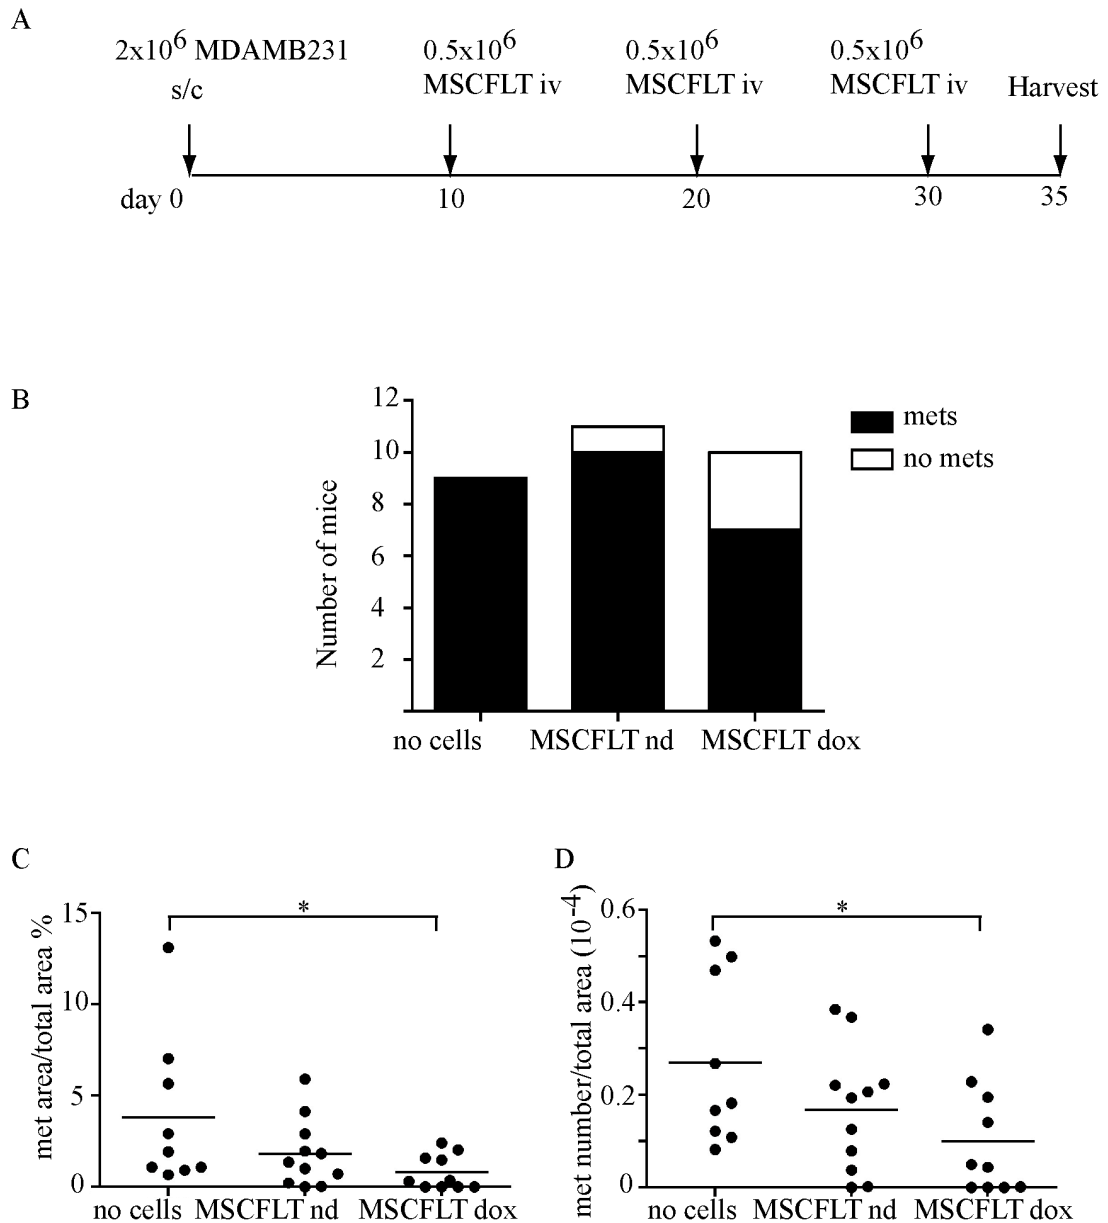 A
2x10^6 MDAMB231
s/c
0.5x10^6
MSCFLT iv
0.5x10^6
MSCFLT iv
0.5x10^6
MSCFLT iv
Harvest
day 0
10
20
30
35
B
Number of mice
12
10
8
6
4
2
mets
no mets
no cells
MSCFLT nd
MSCFLT dox
C
met area/total area %
15
10
5
0
*
no cells
MSCFLT nd
MSCFLT dox
D
met number/total area (10^-4)
0.6
0.4
0.2
0
*
no cells
MSCFLT nd
MSCFLT dox